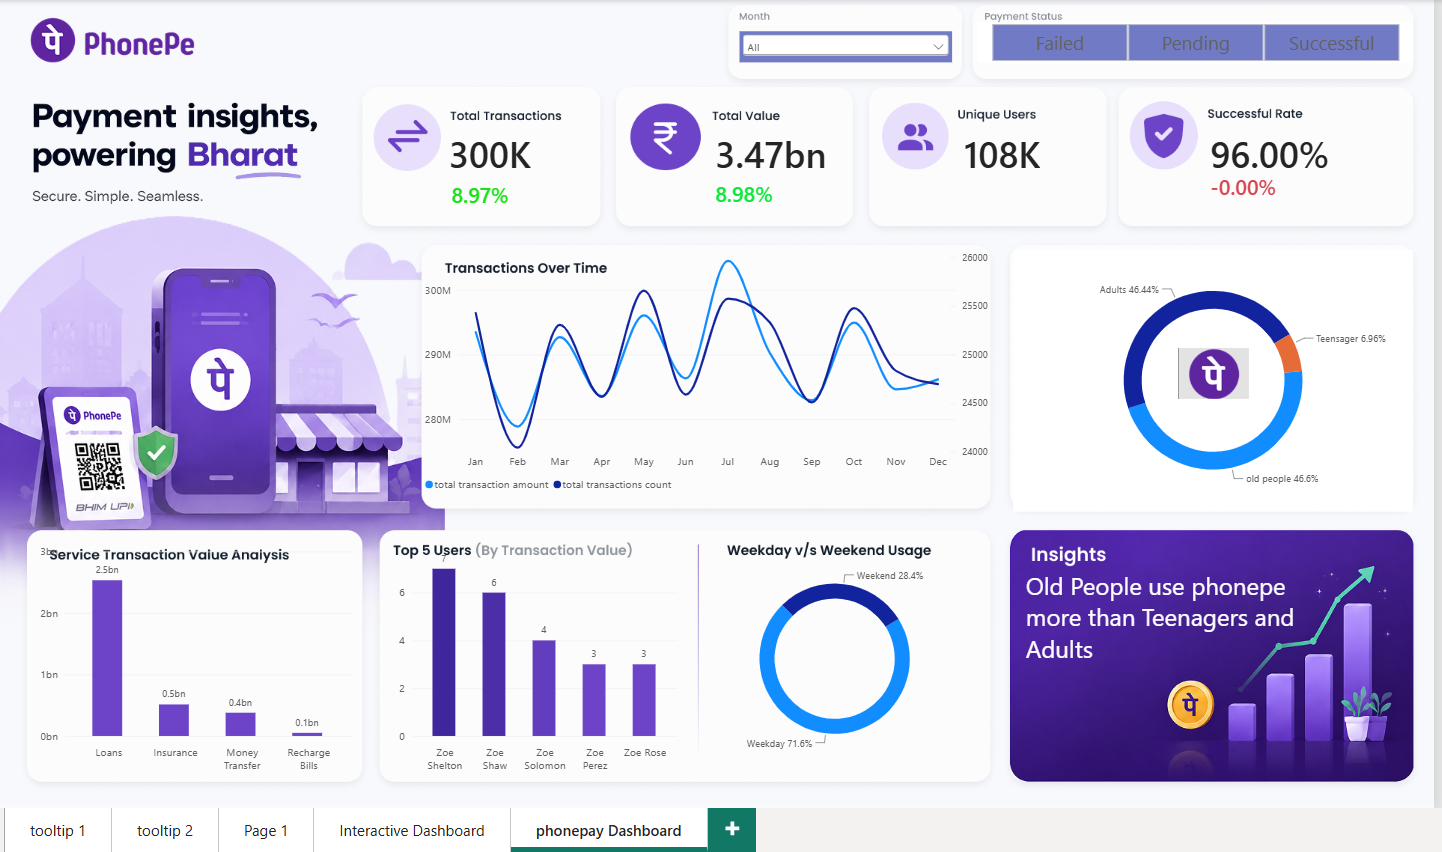 पे PhonePe
Month
All
Payment Status
Failed
Pending
Successful
Payment insights,
powering Bharat
Secure. Simple. Seamless.
Total Transactions
300K
8.97%
₹
Total Value
3.47bn
8.98%
Unique Users
108K
Successful Rate
96.00%
-0.00%
पे
पे PhonePe
BHIM UPI
Transactions Over Time
300M
290M
280M
26000
25500
25000
24500
24000
Jan Feb Mar Apr May Jun Jul Aug Sep Oct Nov Dec
total transaction amount total transactions count
Adults 46.44%
Teensager 6.96%
पे
old people 46.6%
Service Transaction Value Analysis
3bn
2bn
1bn
0bn
2.5bn
0.5bn
0.4bn
0.1bn
Loans
Insurance
Money
Transfer
Recharge
Bills
Top 5 Users (By Transaction Value)
6
4
2
0
7
6
4
3
3
Zoe
Shelton
Zoe
Shaw
Zoe
Solomon
Zoe
Perez
Zoe Rose
Weekday v/s Weekend Usage
Weekend 28.4%
Weekday 71.6%
Insights
Old People use phonepe
more than Teenagers and
Adults
पे
tooltip 1
tooltip 2
Page 1
Interactive Dashboard
phonepay Dashboard
+